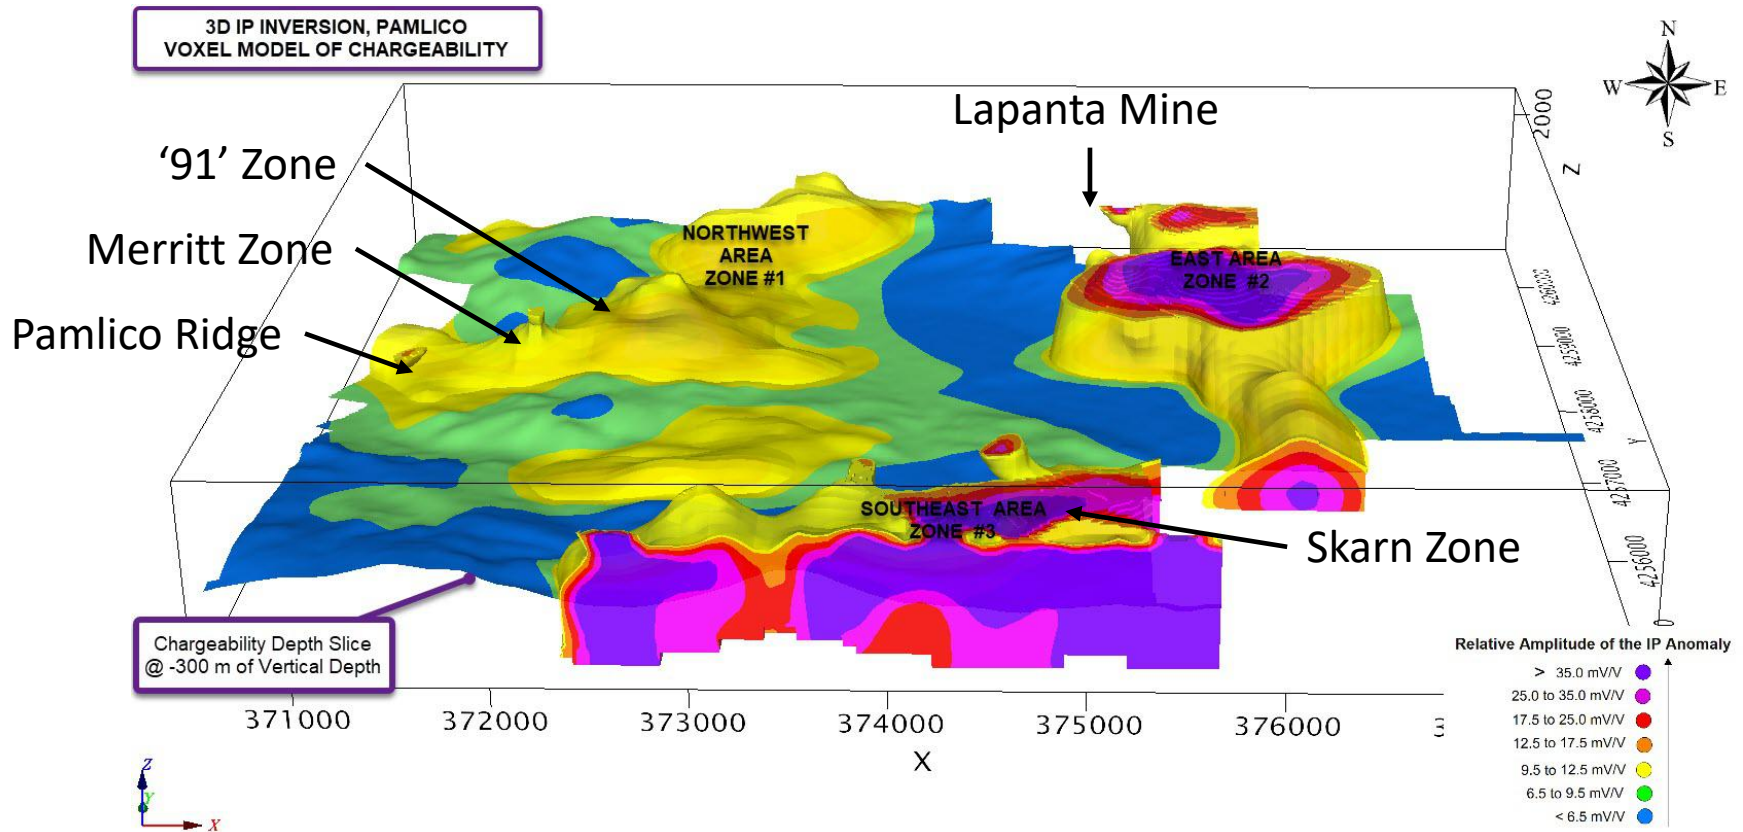 3D IP INVERSION, PAMLICO
VOXEL MODEL OF CHARGEABILITY
N
W
E
S
Lapanta Mine
2000
Z
'91' Zone
Merritt Zone
Pamlico Ridge
NORTHWEST
AREA
ZONE #1
EAST AREA
ZONE #2
4260000
4259000
4258000
Y
4257000
4256000
SOUTHEAST AREA
ZONE #3
Skarn Zone
0
Chargeability Depth Slice
@ -300 m of Vertical Depth
371000
372000
373000
374000
375000
376000
X
Relative Amplitude of the IP Anomaly
> 35.0 mV/V
25.0 to 35.0 mV/V
17.5 to 25.0 mV/V
12.5 to 17.5 mV/V
9.5 to 12.5 mV/V
6.5 to 9.5 mV/V
< 6.5 mV/V
Z
Y
X